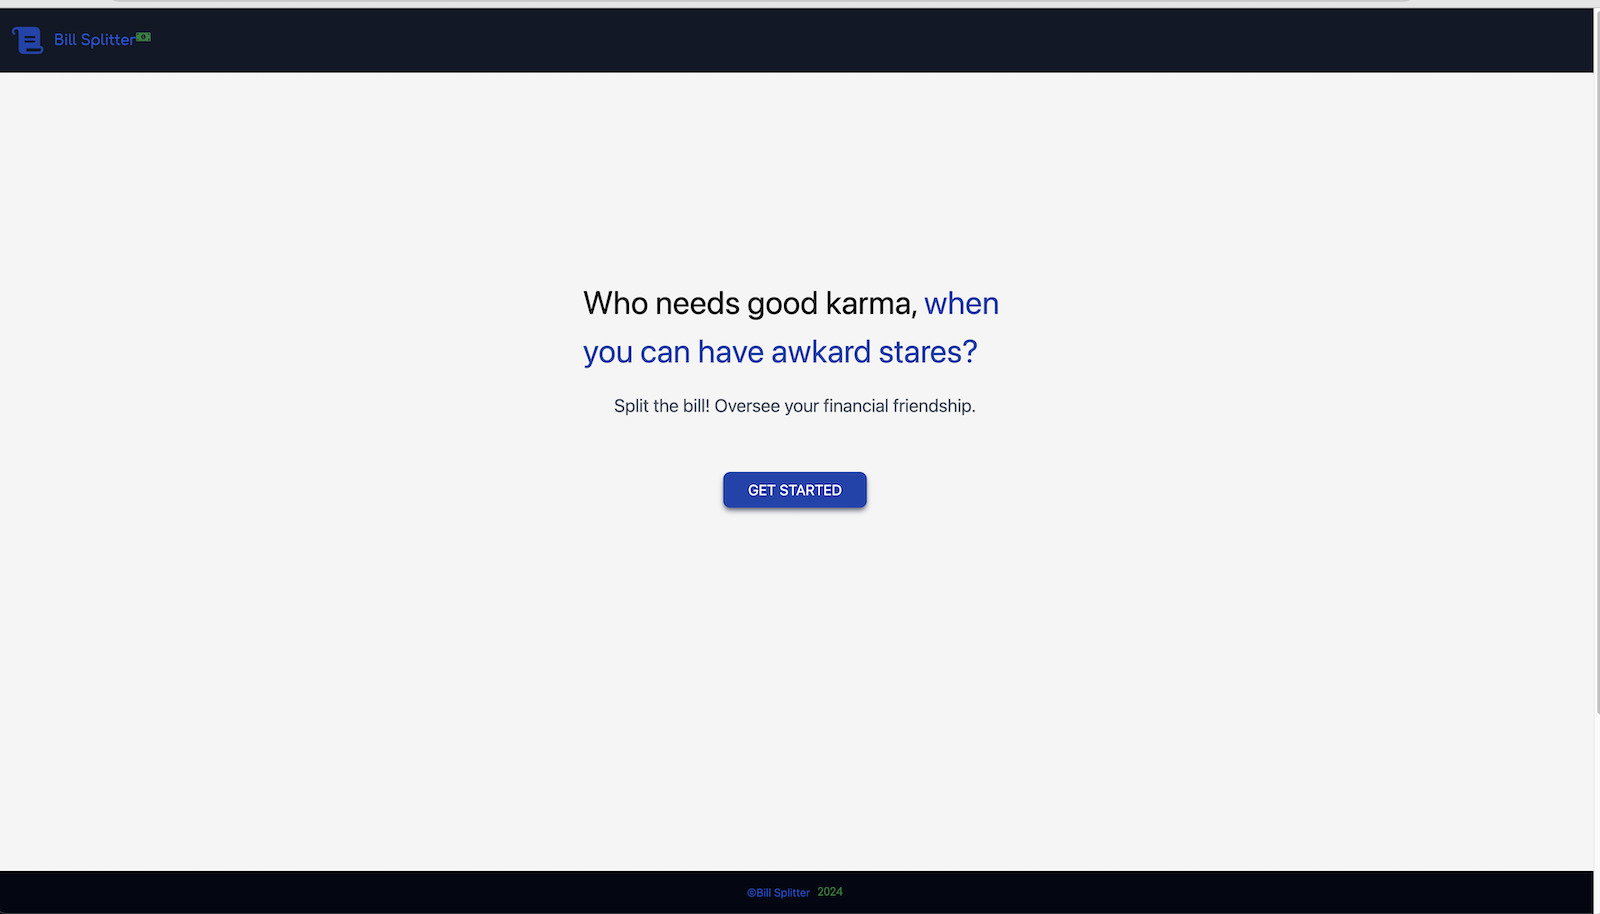 Bill Splitter
Who needs good karma, when
you can have awkard stares?
Split the bill! Oversee your financial friendship.
GET STARTED
©Bill Splitter 2024